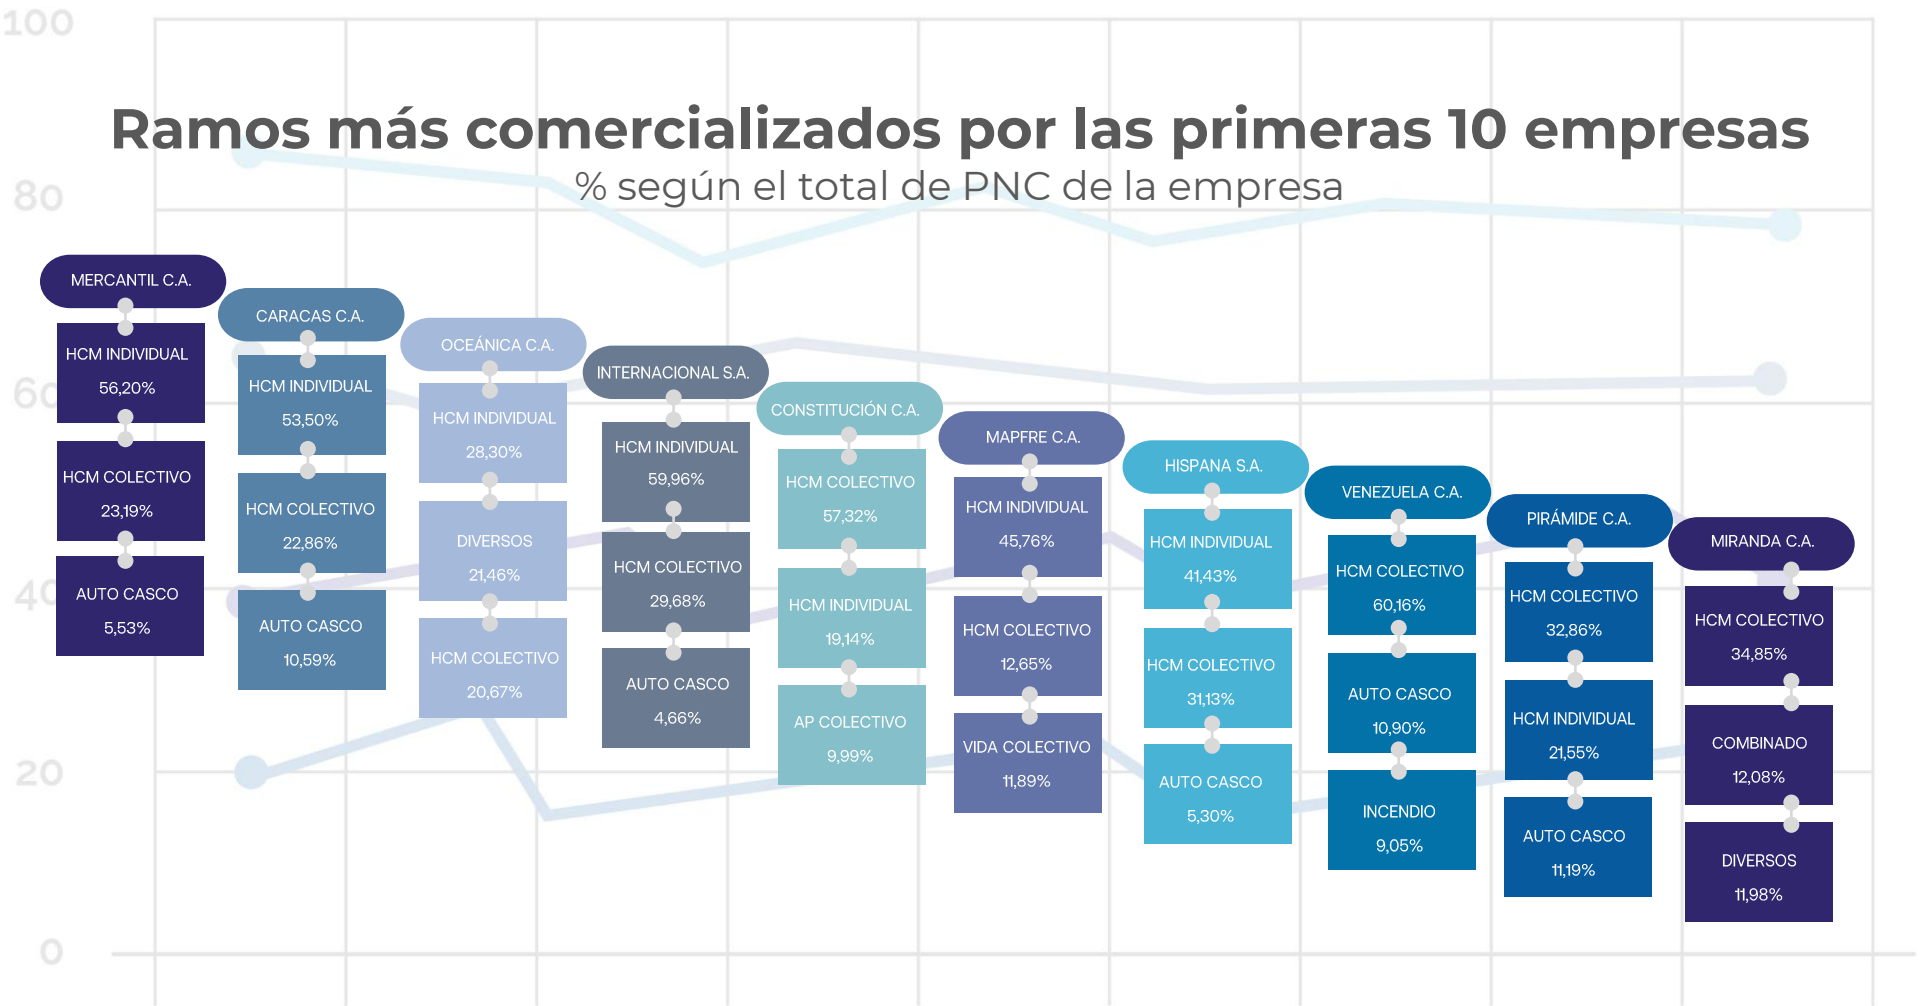 100
80
60
40
20
0
Ramos más comercializados por las primeras 10 empresas
% según el total de PNC de la empresa
MERCANTIL C.A.
HCM INDIVIDUAL
56,20%
HCM COLECTIVO
23,19%
AUTO CASCO
5,53%
CARACAS C.A.
HCM INDIVIDUAL
53,50%
HCM COLECTIVO
22,86%
AUTO CASCO
10,59%
OCEÁNICA C.A.
HCM INDIVIDUAL
28,30%
DIVERSOS
21,46%
HCM COLECTIVO
20,67%
INTERNACIONAL S.A.
HCM INDIVIDUAL
59,96%
HCM COLECTIVO
29,68%
AUTO CASCO
4,66%
CONSTITUCIÓN C.A.
HCM COLECTIVO
57,32%
HCM INDIVIDUAL
19,14%
AP COLECTIVO
9,99%
MAPFRE C.A.
HCM INDIVIDUAL
45,76%
HCM COLECTIVO
12,65%
VIDA COLECTIVO
11,89%
HISPANA S.A.
HCM INDIVIDUAL
41,43%
HCM COLECTIVO
31,13%
AUTO CASCO
5,30%
VENEZUELA C.A.
HCM COLECTIVO
60,16%
AUTO CASCO
10,90%
INCENDIO
9,05%
PIRÁMIDE C.A.
HCM COLECTIVO
32,86%
HCM INDIVIDUAL
21,55%
AUTO CASCO
11,19%
MIRANDA C.A.
HCM COLECTIVO
34,85%
COMBINADO
12,08%
DIVERSOS
11,98%